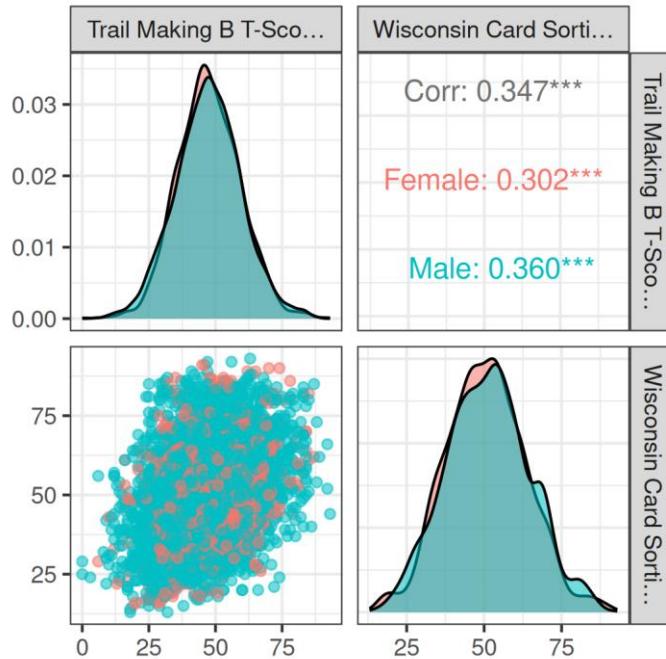 Trail Making B T-Sco…
Wisconsin Card Sorti…
0.03
0.02
0.01
0.00
Corr: 0.347***
Female: 0.302***
Male: 0.360***
Trail Making B T-Sco…
75
50
25
Wisconsin Card Sorti…
0 25 50 75
25 50 75